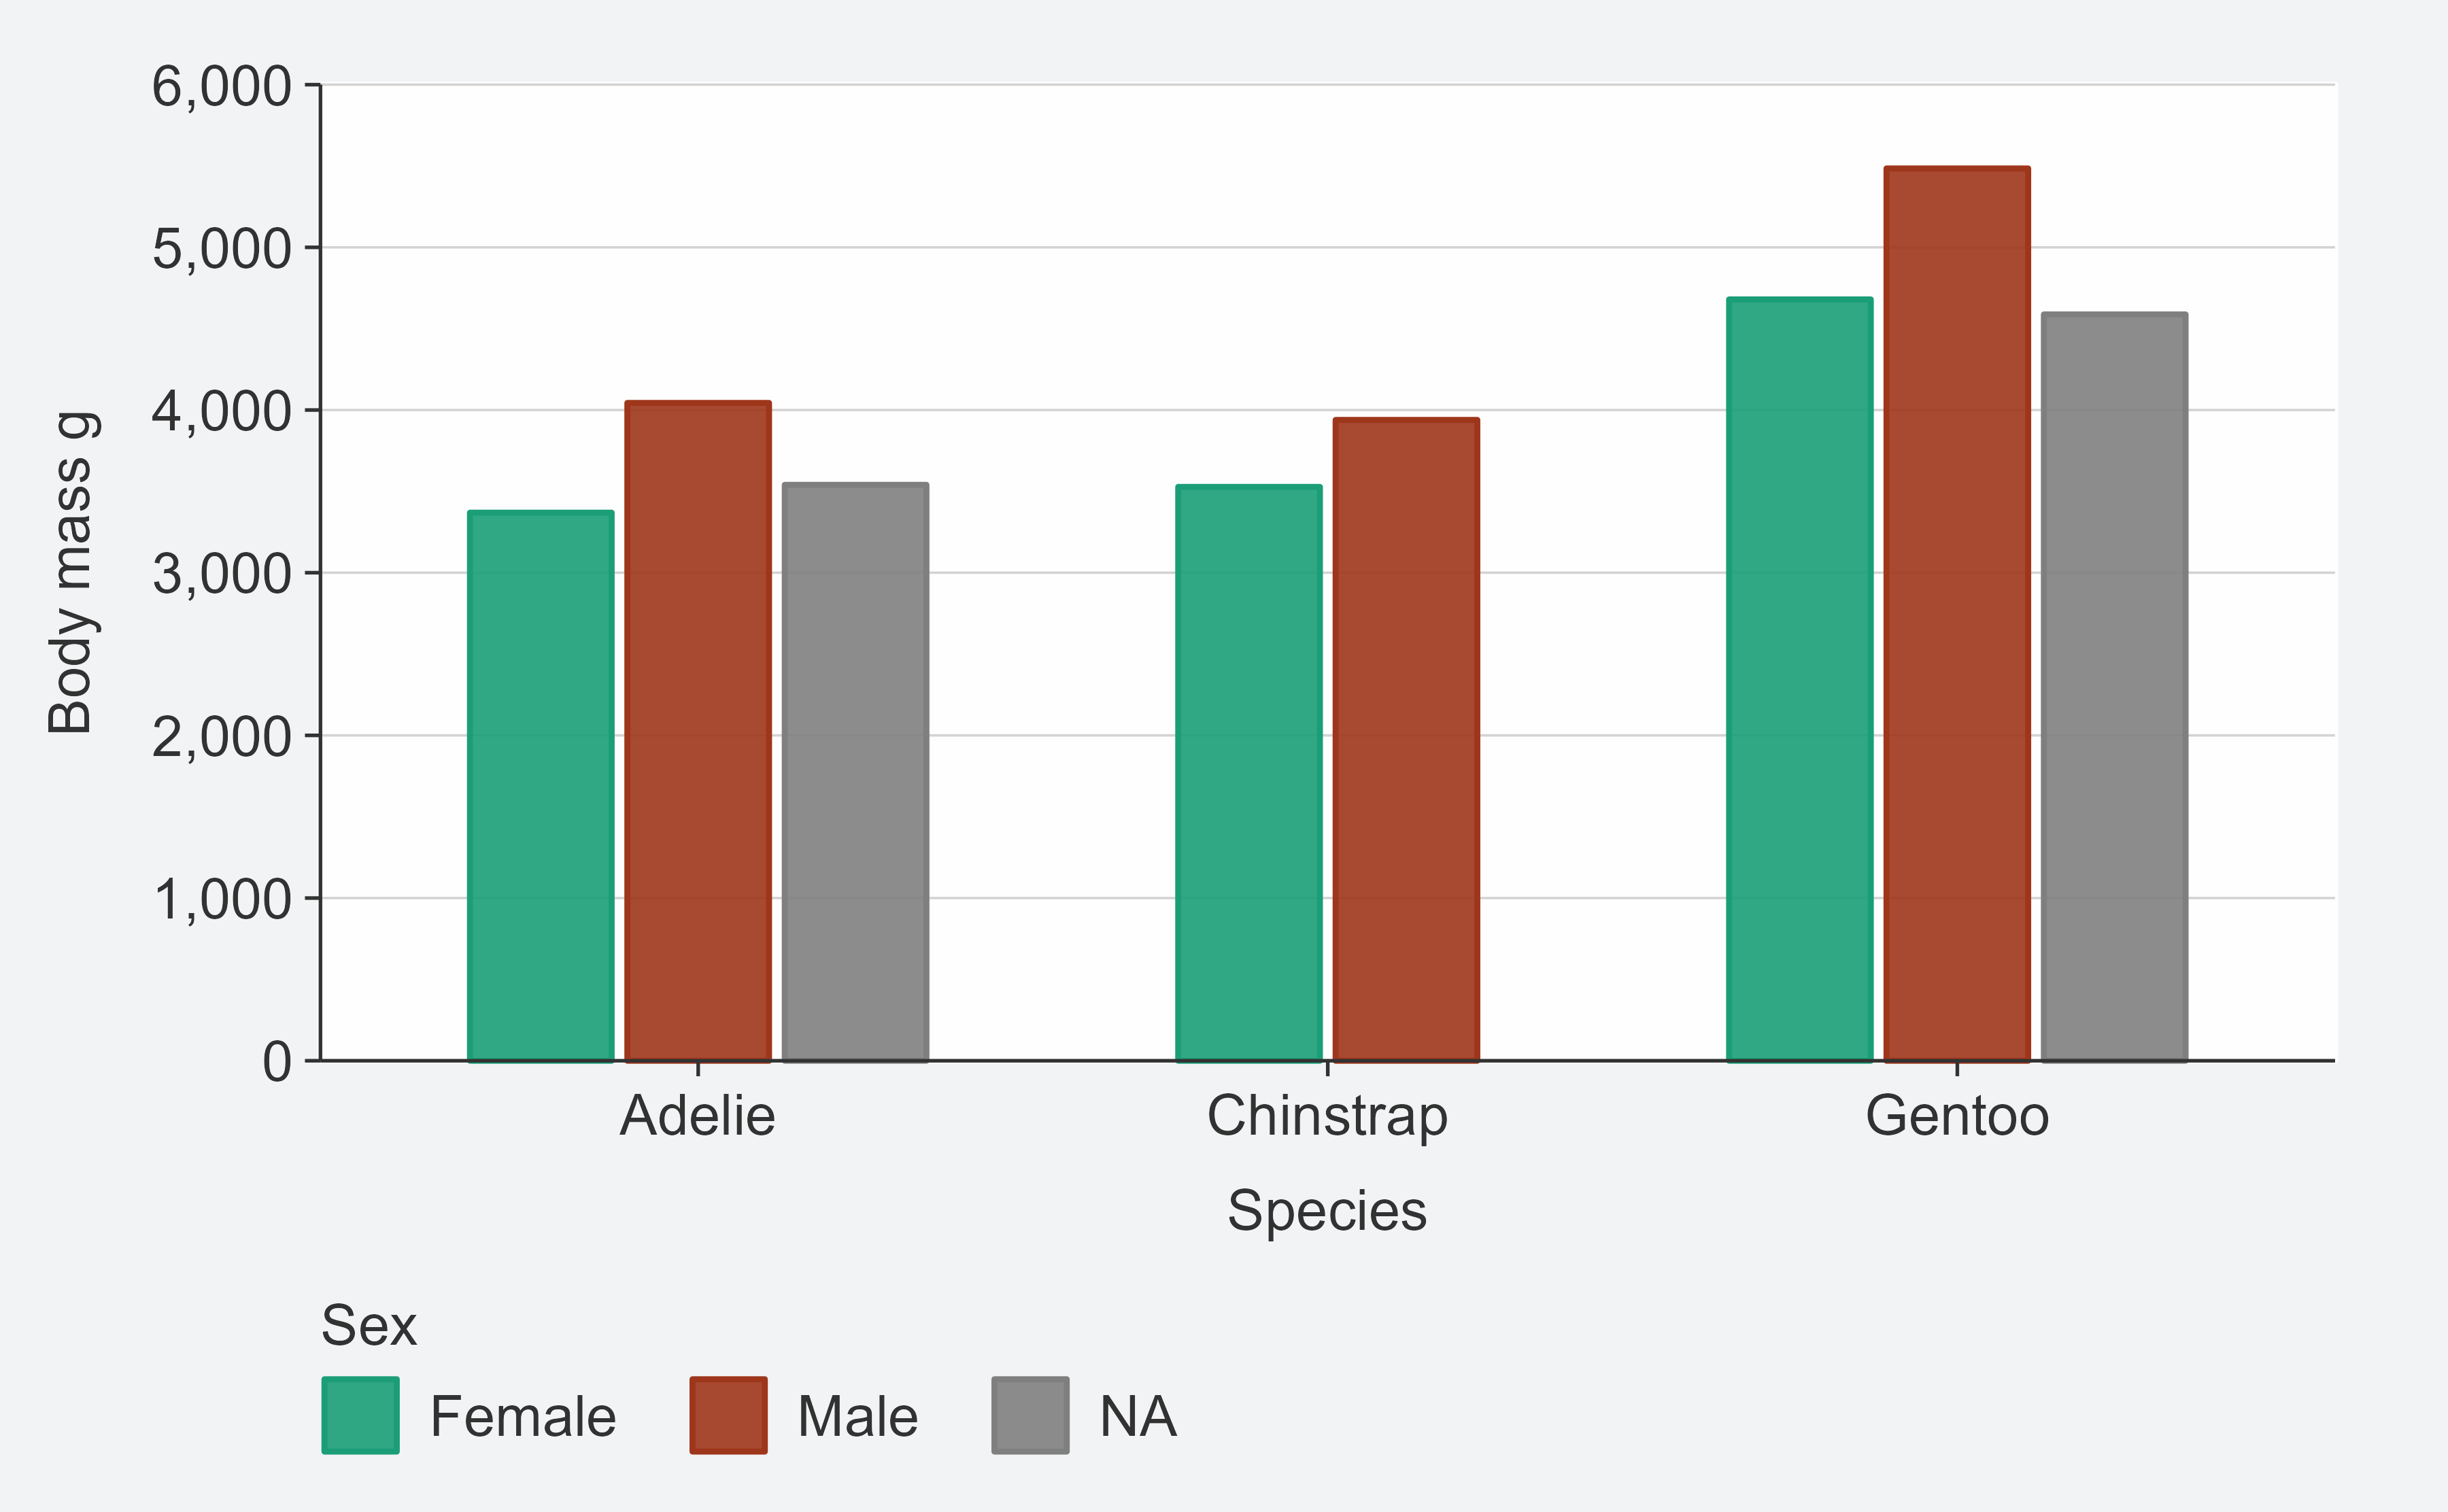 6,000
5,000
4,000
3,000
2,000
1,000
0
Body mass g
Adelie Chinstrap Gentoo
Species
Sex
Female Male NA